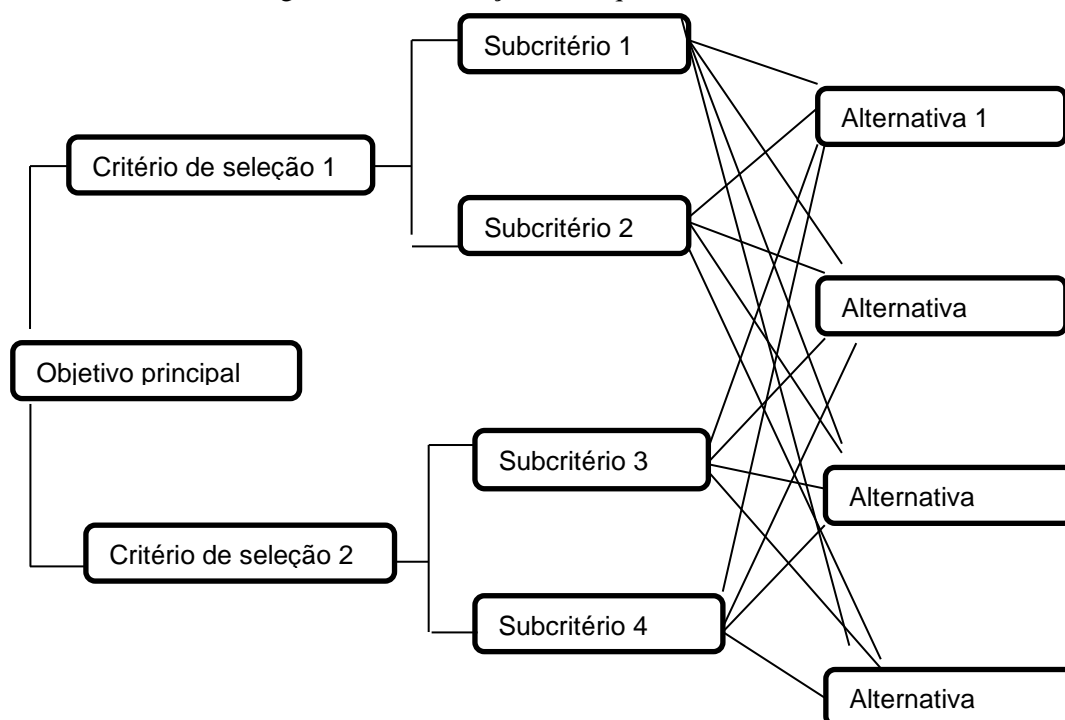 Subcritério 1
Alternativa 1
Critério de seleção 1
Subcritério 2
Alternativa
Objetivo principal
Subcritério 3
Alternativa
Critério de seleção 2
Subcritério 4
Alternativa